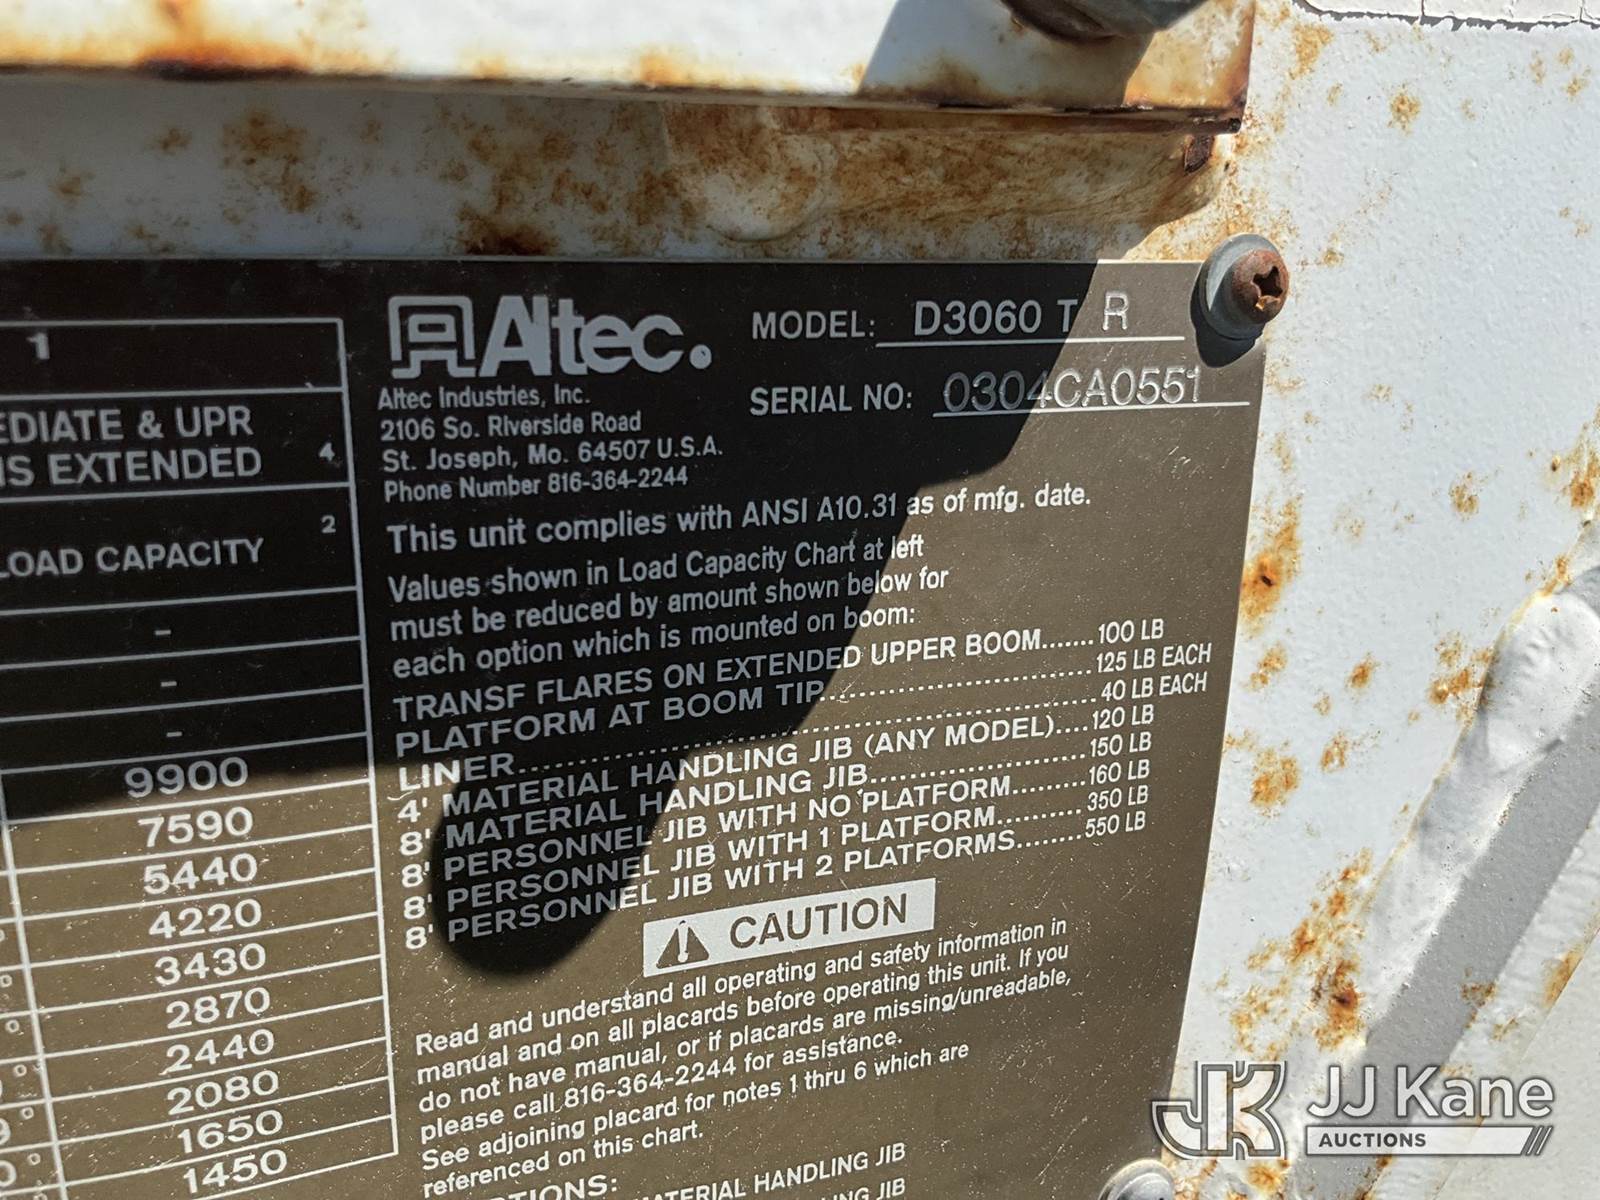 1
EDIATE & UPR
IS EXTENDED 4
LOAD CAPACITY 2
-
-
-
9900
7590
5440
4220
3430
2870
2440
2080
1650
1450
Altec.
MODEL: D3060 T R
SERIAL NO: 0304CA0551
Altec Industries, Inc.
2106 So. Riverside Road
St. Joseph, Mo. 64507 U.S.A.
Phone Number 816-364-2244
This unit complies with ANSI A10.31 as of mfg. date.
Values shown in Load Capacity Chart at left
must be reduced by amount shown below for
each option which is mounted on boom:
TRANSF FLARES ON EXTENDED UPPER BOOM.......100 LB
PLATFORM AT BOOM TIP..............................125 LB EACH
LINER..........................................................40 LB EACH
4' MATERIAL HANDLING JIB (ANY MODEL)....120 LB
8' MATERIAL HANDLING JIB.......................150 LB
8' PERSONNEL JIB WITH NO PLATFORM.........160 LB
8' PERSONNEL JIB WITH 1 PLATFORM..........350 LB
8' PERSONNEL JIB WITH 2 PLATFORMS........550 LB
CAUTION
Read and understand all operating and safety information in
manual and on all placards before operating this unit. If you
do not have manual, or if placards are missing/unreadable,
please call 816-364-2244 for assistance.
See adjoining placard for notes 1 thru 6 which are
referenced on this chart.
TIONS:
MATERIAL HANDLING JIB
NG JIB
JK JJ Kane
AUCTIONS